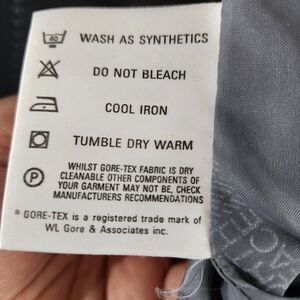 40 WASH AS SYNTHETICS
DO NOT BLEACH
COOL IRON
TUMBLE DRY WARM
WHILST GORE-TEX FABRIC IS DRY
CLEANABLE OTHER COMPONENTS OF
P YOUR GARMENT MAY NOT BE, CHECK
MANUFACTURERS RECOMMENDATIONS
® GORE-TEX is a registered trade mark of
WL Gore & Associates inc.